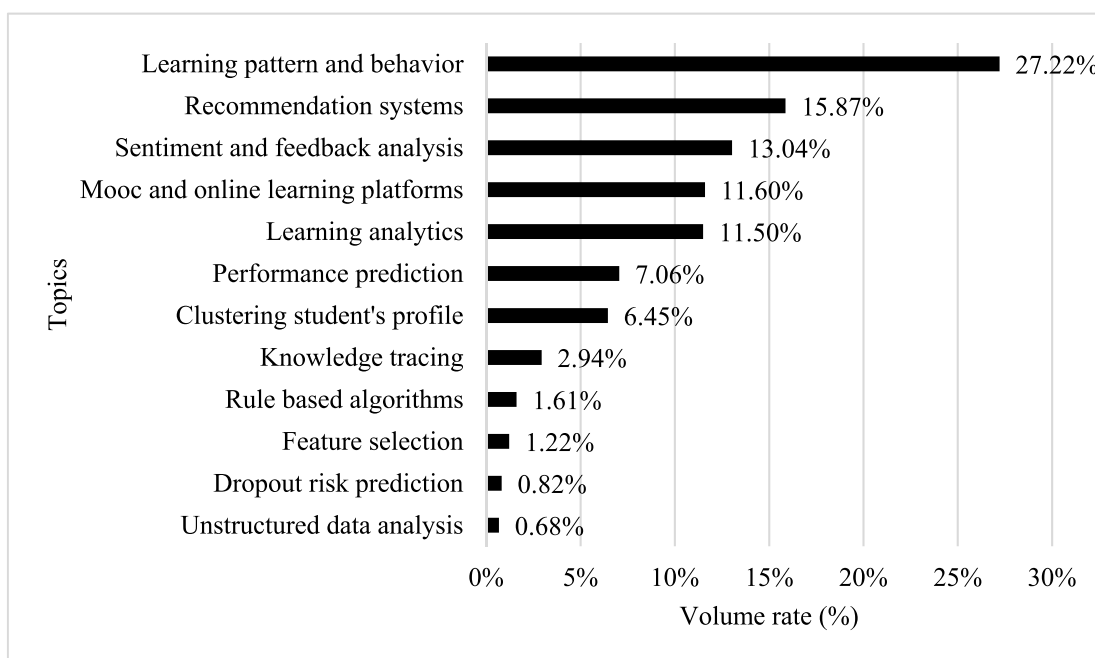 Learning pattern and behavior 27.22%
Recommendation systems 15.87%
Sentiment and feedback analysis 13.04%
Mooc and online learning platforms 11.60%
Learning analytics 11.50%
Performance prediction 7.06%
Clustering student's profile 6.45%
Knowledge tracing 2.94%
Rule based algorithms 1.61%
Feature selection 1.22%
Dropout risk prediction 0.82%
Unstructured data analysis 0.68%
Topics
0% 5% 10% 15% 20% 25% 30%
Volume rate (%)